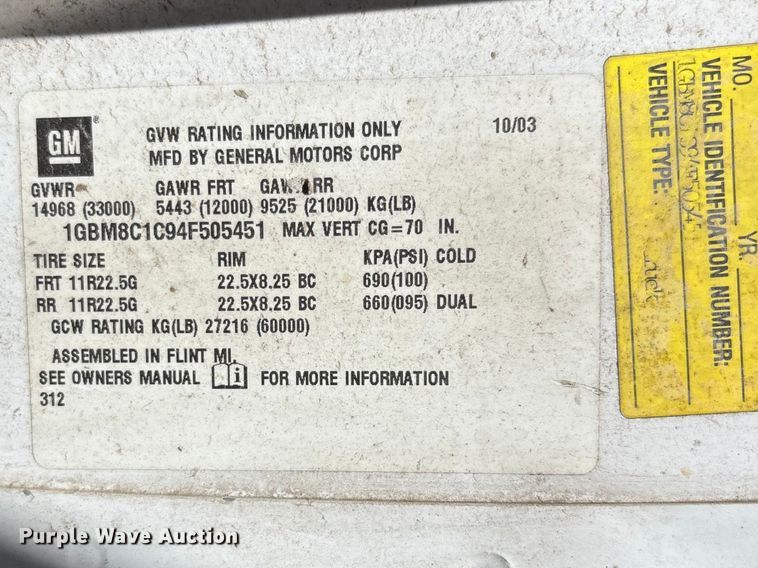 GM®
GVW RATING INFORMATION ONLY 10/03
MFD BY GENERAL MOTORS CORP
GVWR GAWR FRT GAW RR
14968 (33000) 5443 (12000) 9525 (21000) KG(LB)
1GBM8C1C94F505451 MAX VERT CG=70 IN.
TIRE SIZE RIM KPA(PSI) COLD
FRT 11R22.5G 22.5X8.25 BC 690(100)
RR 11R22.5G 22.5X8.25 BC 660(095) DUAL
GCW RATING KG(LB) 27216 (60000)
ASSEMBLED IN FLINT MI.
SEE OWNERS MANUAL i FOR MORE INFORMATION
312
MO. YR.
VEHICLE IDENTIFICATION NUMBER:
VEHICLE TYPE:
Purple Wave Auction